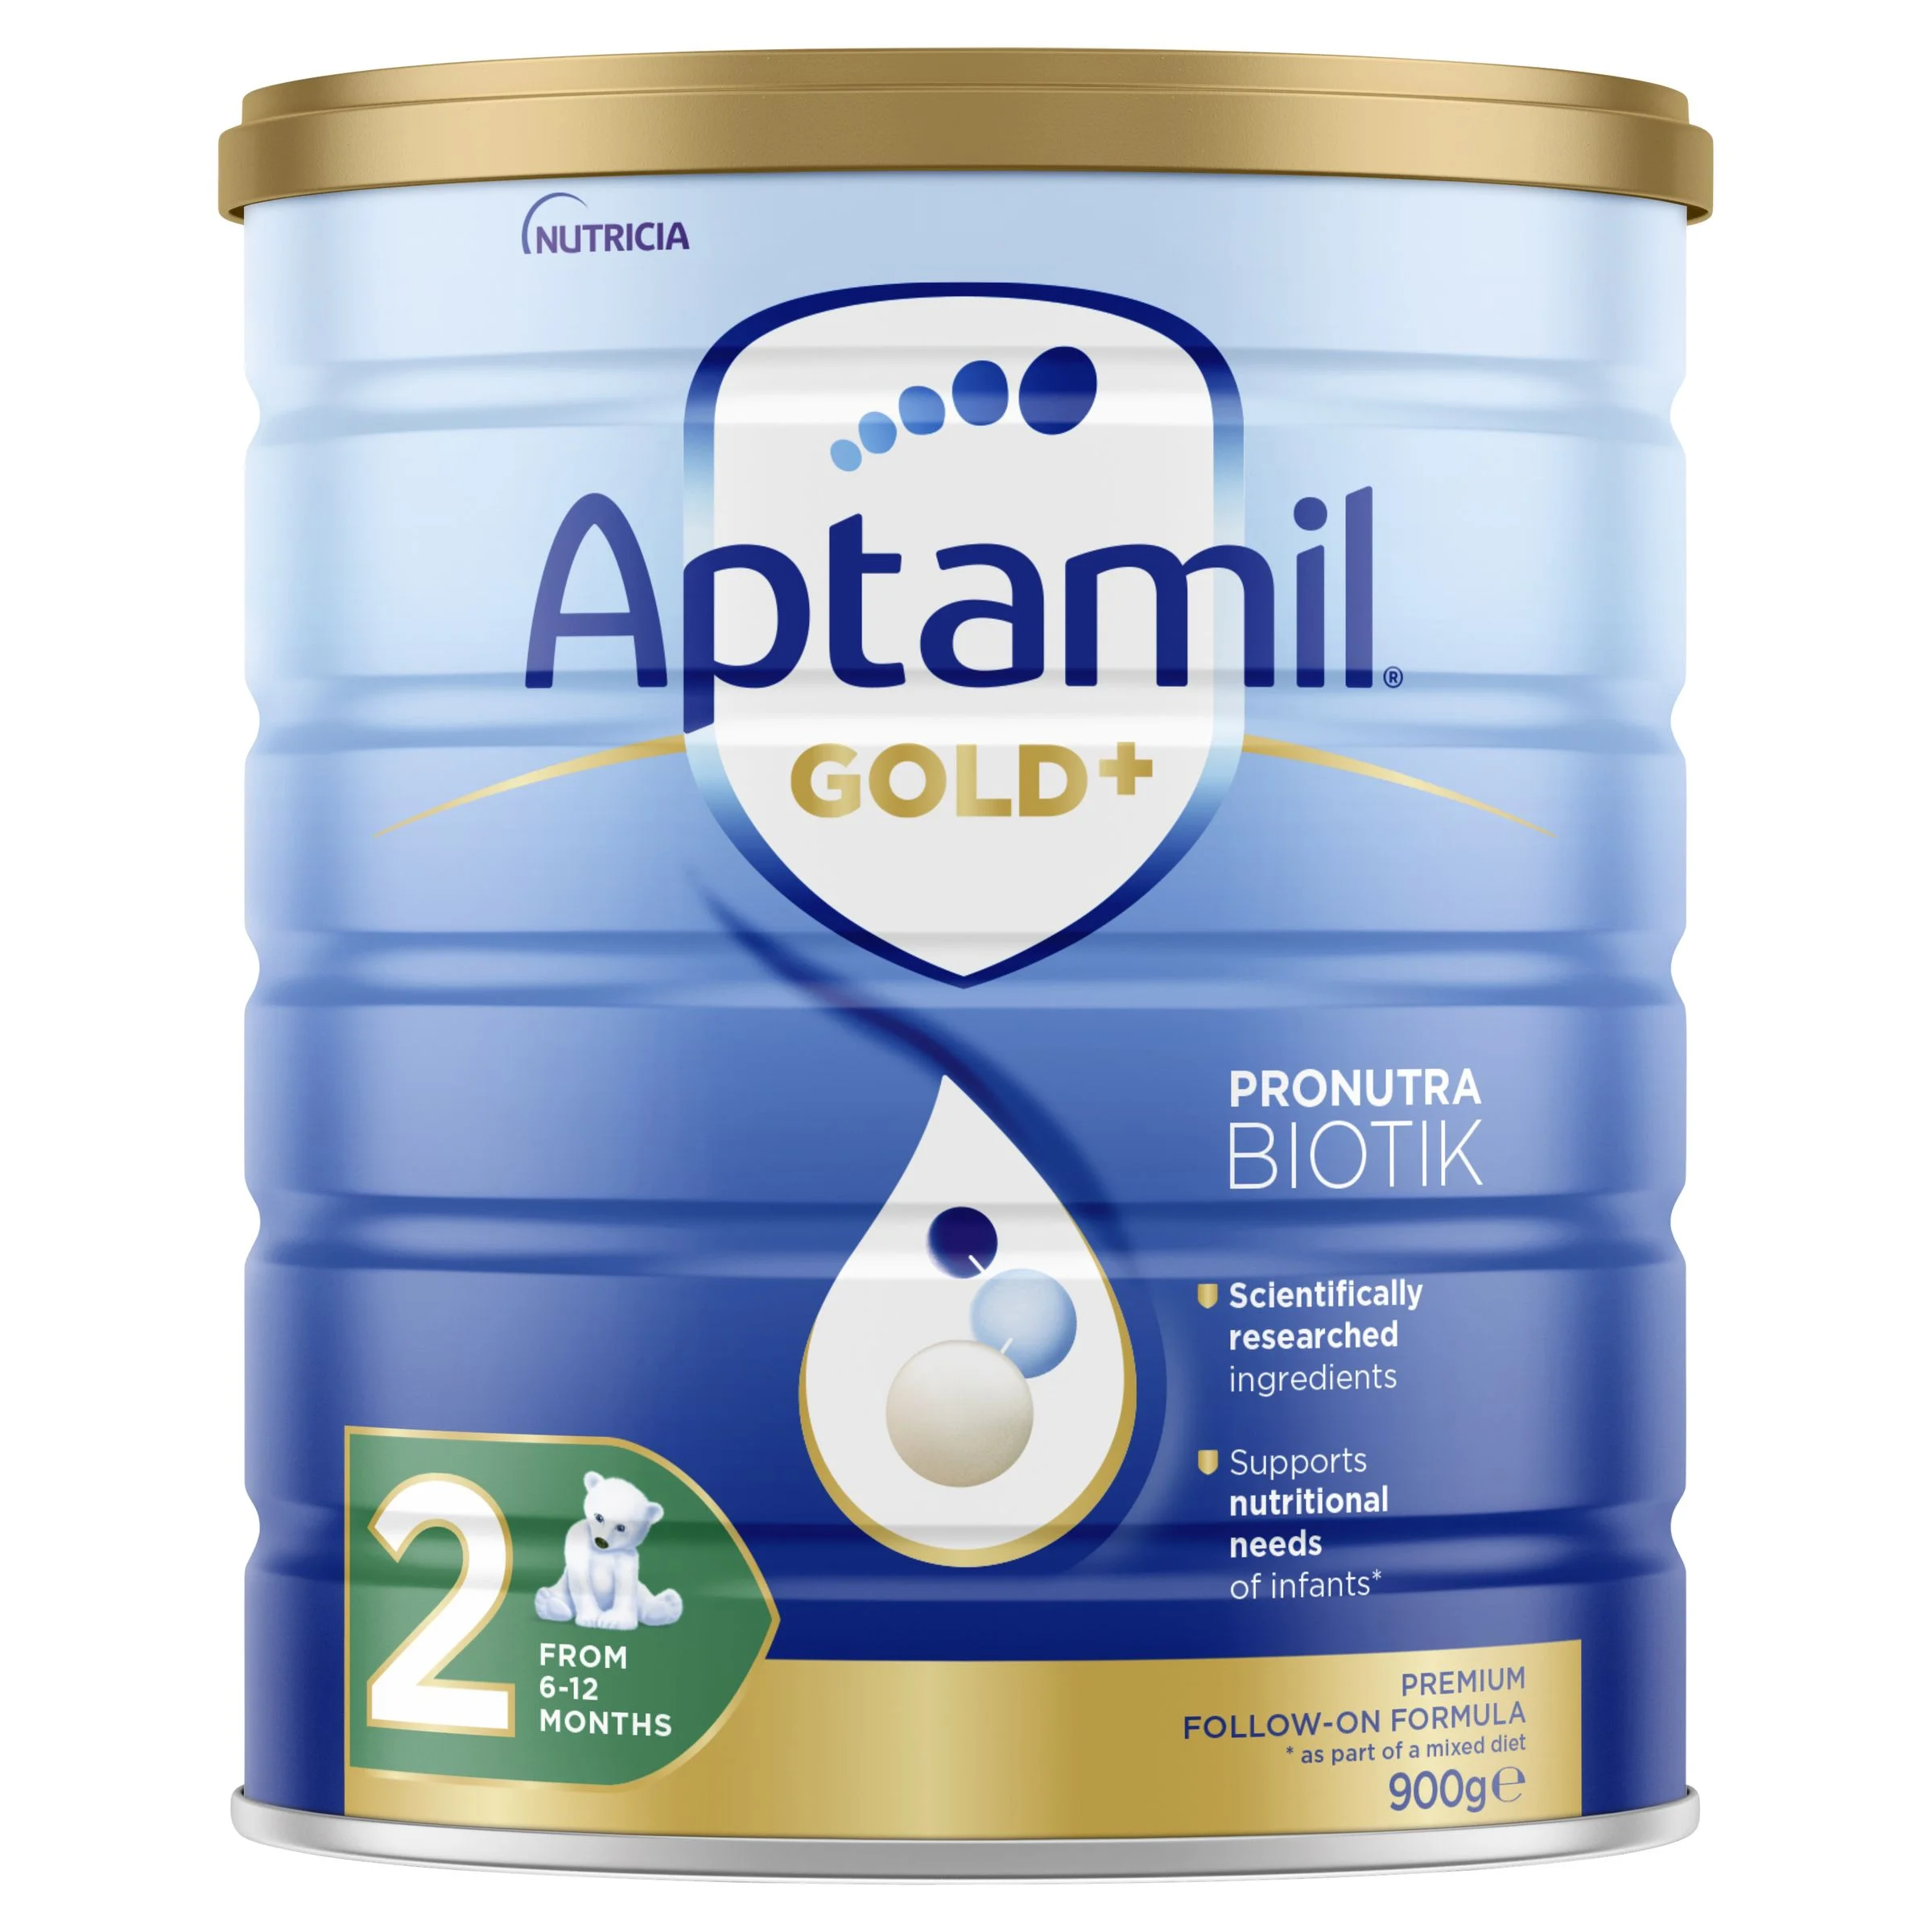 NUTRICIA
Aptamil®
GOLD+
PRONUTRA
BIOTIK
Scientifically
researched
ingredients
Supports
nutritional
needs
of infants*
2
FROM
6-12
MONTHS
PREMIUM
FOLLOW-ON FORMULA
* as part of a mixed diet
900g℮